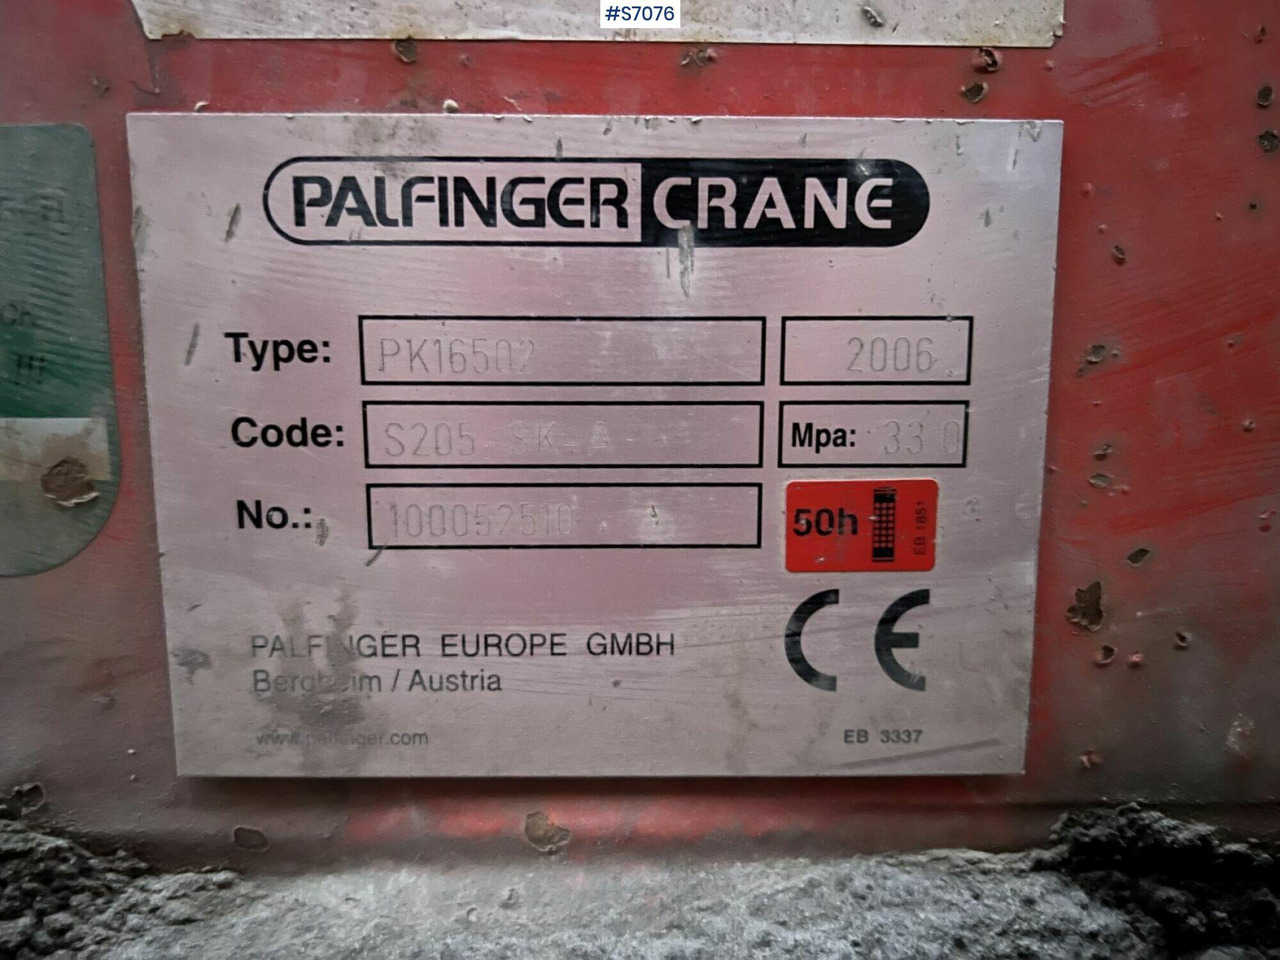 #S7076
PALFINGER CRANE
Type: PK16502 2006
Code: S205-SK-A Mpa: 33.0
No.: 100052510
50h EB 1851
PALFINGER EUROPE GMBH
Bergheim / Austria
www.palfinger.com
EB 3337